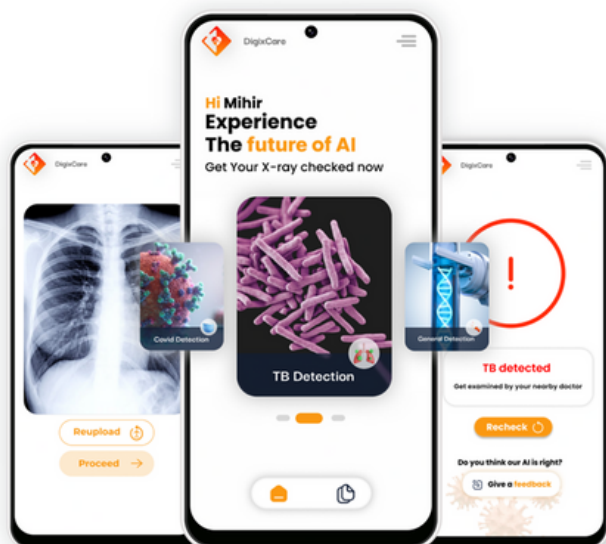 DigixCare
Reupload
Proceed
DigixCare
Hi Mihir
Experience
The future of AI
Get Your X-ray checked now
Covid Detection
TB Detection
General Detection
DigixCare
TB detected
Get examined by your nearby doctor
Recheck
Do you think our AI is right?
Give a feedback